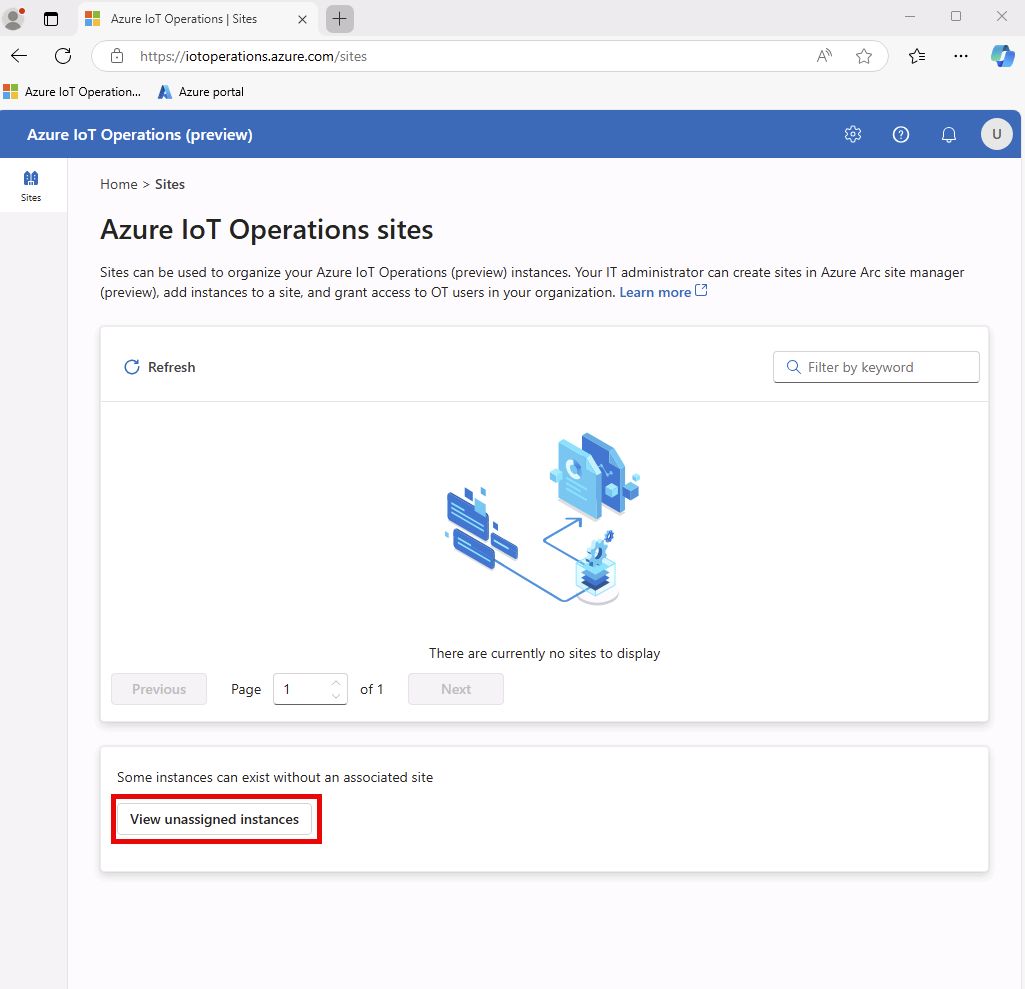 Azure IoT Operations | Sites
https://iotoperations.azure.com/sites
Azure IoT Operation... Azure portal
Azure IoT Operations (preview)
U
Sites
Home > Sites
Azure IoT Operations sites
Sites can be used to organize your Azure IoT Operations (preview) instances. Your IT administrator can create sites in Azure Arc site manager
(preview), add instances to a site, and grant access to OT users in your organization. Learn more
Refresh
Filter by keyword
There are currently no sites to display
Previous Page 1 of 1 Next
Some instances can exist without an associated site
View unassigned instances